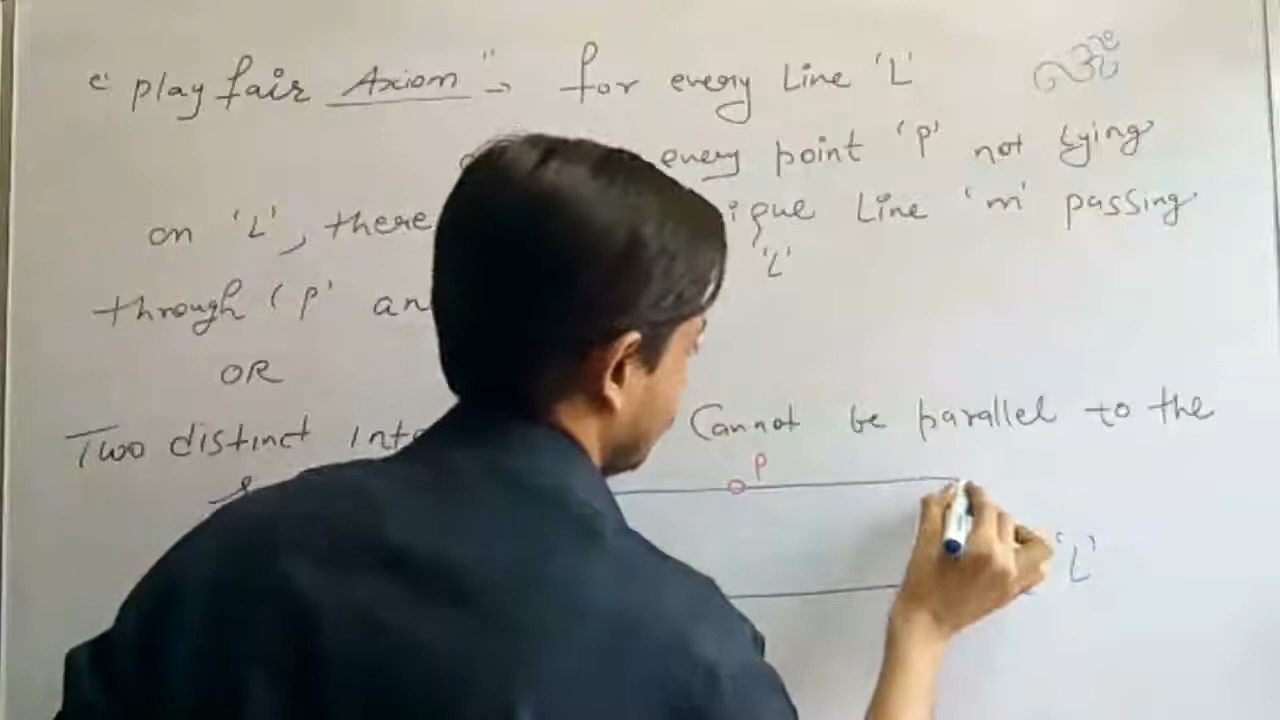 " play fair Axiom " → for every Line 'L' ॐ
every point 'p' not lying
on 'L', there ique Line 'm' passing
through 'p' an 'L'
OR
Two distinct inte Cannot be parallel to the
P
'L'